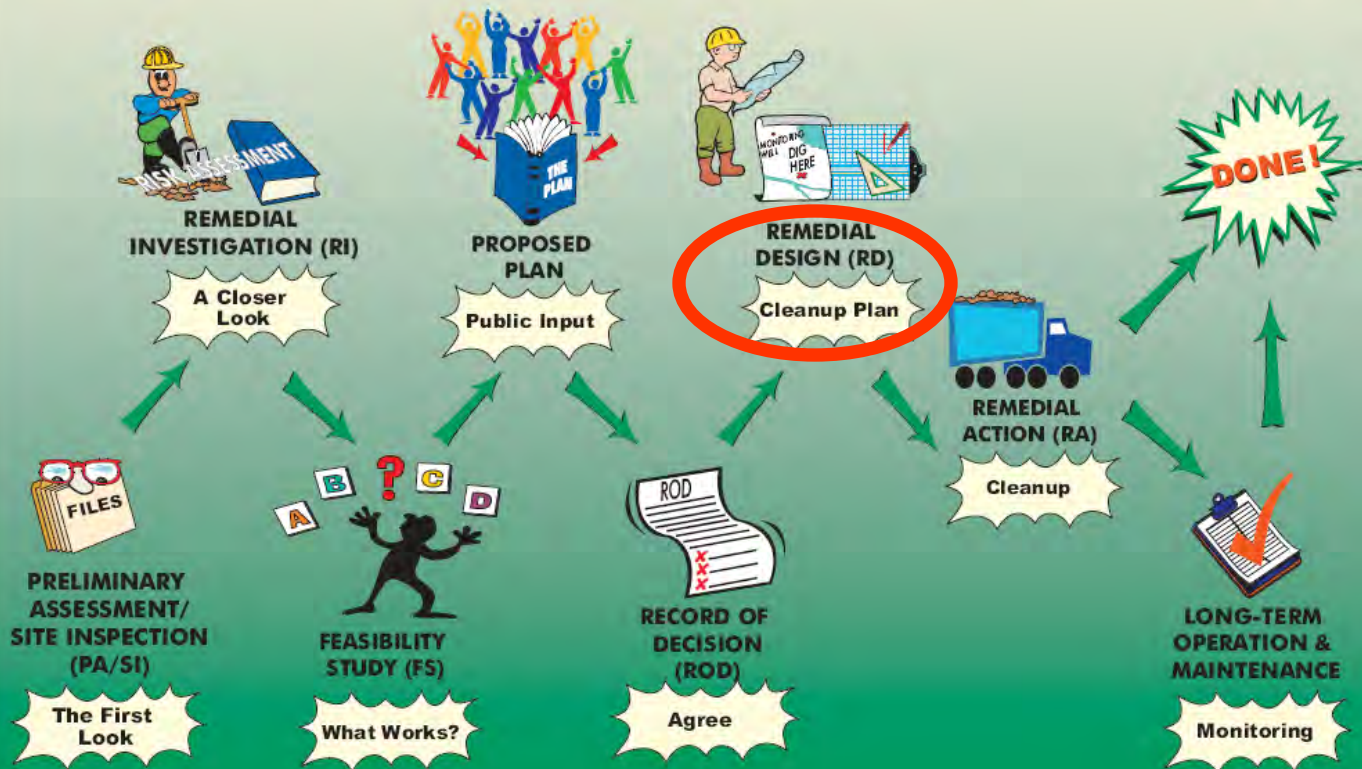 FILES
PRELIMINARY
ASSESSMENT/
SITE INSPECTION
(PA/SI)
The First
Look
RISK ASSESSMENT
REMEDIAL
INVESTIGATION (RI)
A Closer
Look
A
B
?
C
D
FEASIBILITY
STUDY (FS)
What Works?
THE
PLAN
PROPOSED
PLAN
Public Input
ROD
X
X
X
RECORD OF
DECISION
(ROD)
Agree
MONITORING
WELL
DIG
HERE
REMEDIAL
DESIGN (RD)
Cleanup Plan
REMEDIAL
ACTION (RA)
Cleanup
LONG-TERM
OPERATION &
MAINTENANCE
Monitoring
DONE!